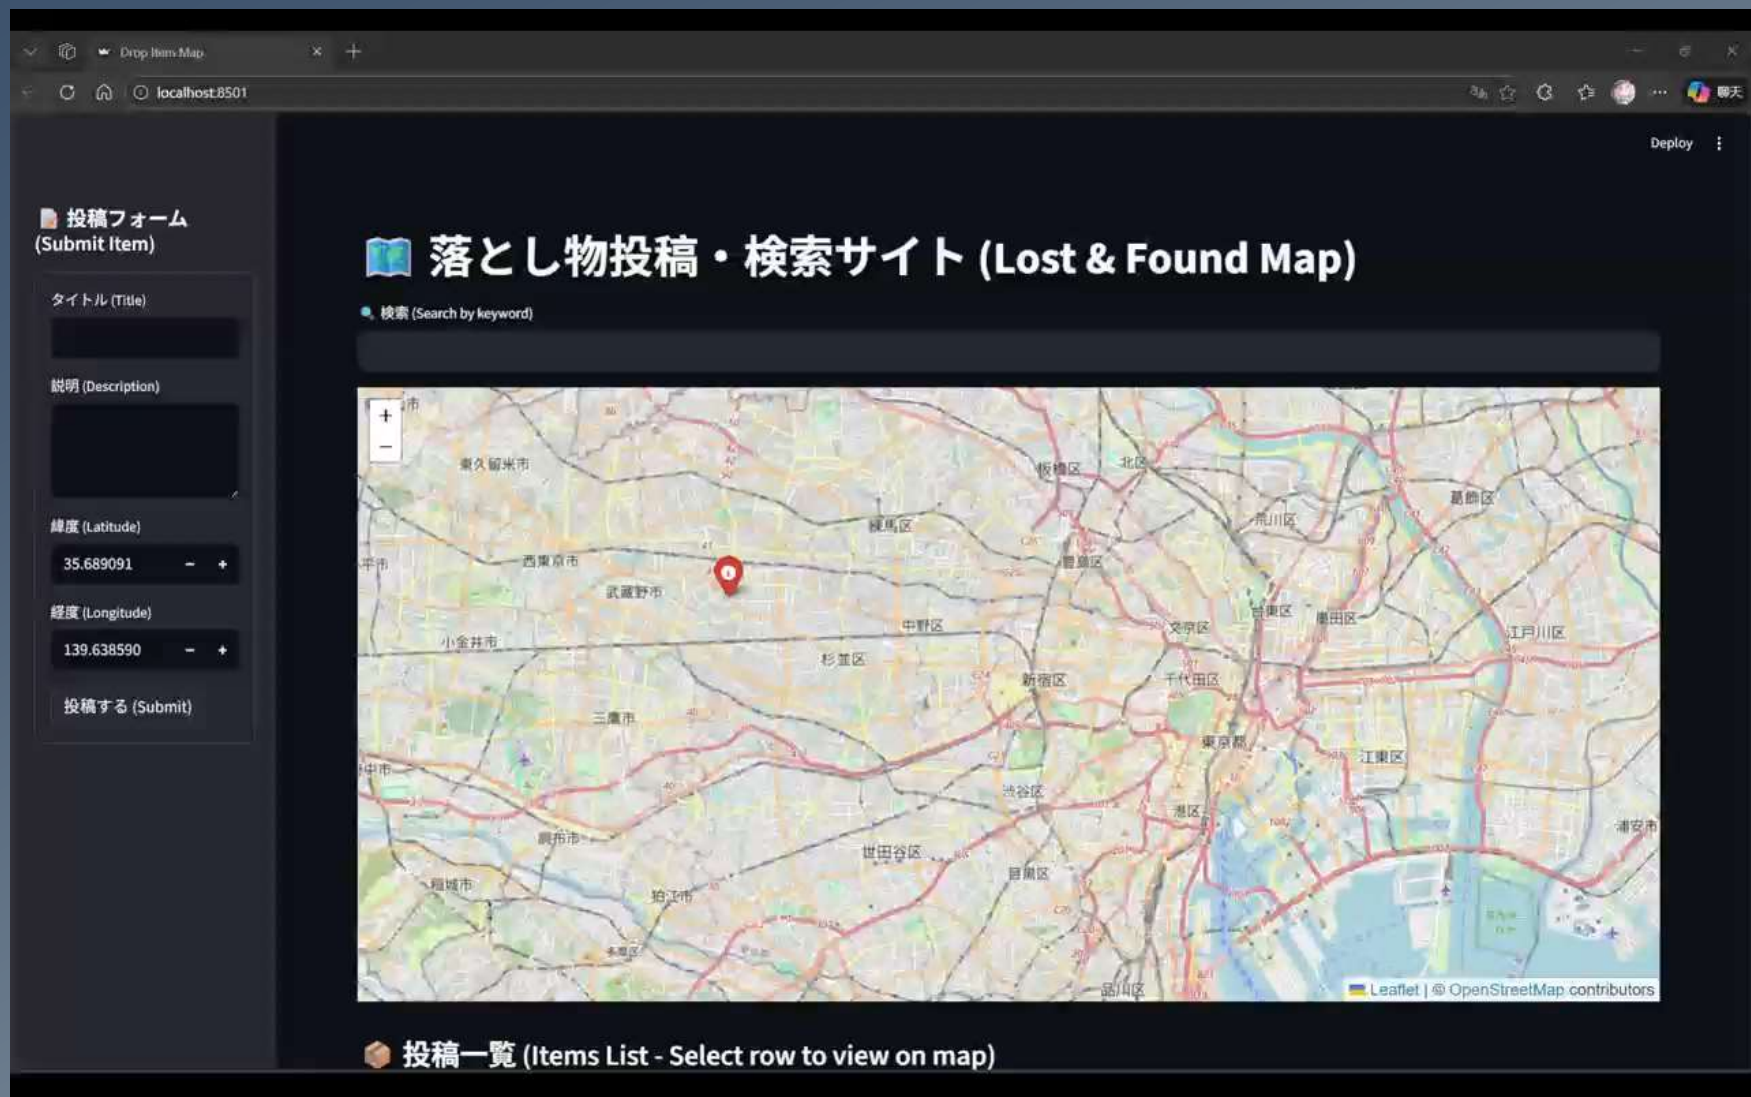 Drop Item Map
localhost:8501
聊天
Deploy
投稿フォーム
(Submit Item)
タイトル (Title)
説明 (Description)
緯度 (Latitude)
35.689091
経度 (Longitude)
139.638590
投稿する (Submit)
落とし物投稿・検索サイト (Lost & Found Map)
検索 (Search by keyword)
+
−
東久留米市
板橋区
北区
葛飾区
練馬区
荒川区
西東京市
豊島区
武蔵野市
台東区
墨田区
中野区
文京区
江戸川区
小金井市
杉並区
新宿区
千代田区
三鷹市
東京都
江東区
渋谷区
港区
浦安市
調布市
世田谷区
目黒区
稲城市
狛江市
多摩区
品川区
Leaflet | © OpenStreetMap contributors
投稿一覧 (Items List - Select row to view on map)